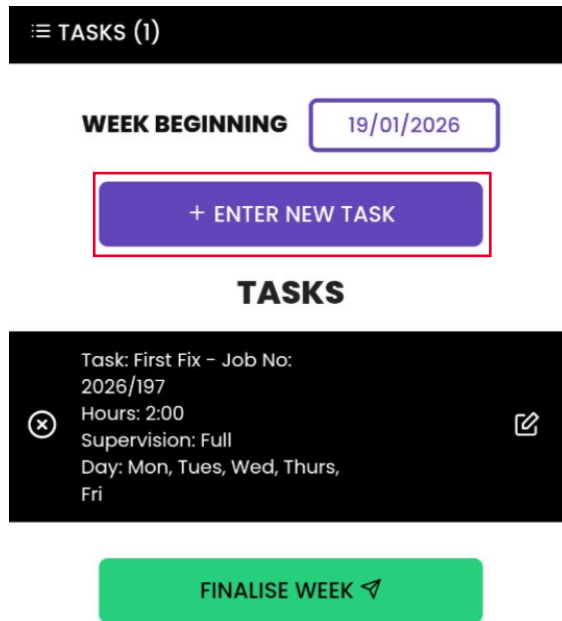 TASKS (1)
WEEK BEGINNING 19/01/2026
+ ENTER NEW TASK
TASKS
Task: First Fix - Job No:
2026/197
Hours: 2:00
Supervision: Full
Day: Mon, Tues, Wed, Thurs,
Fri
FINALISE WEEK